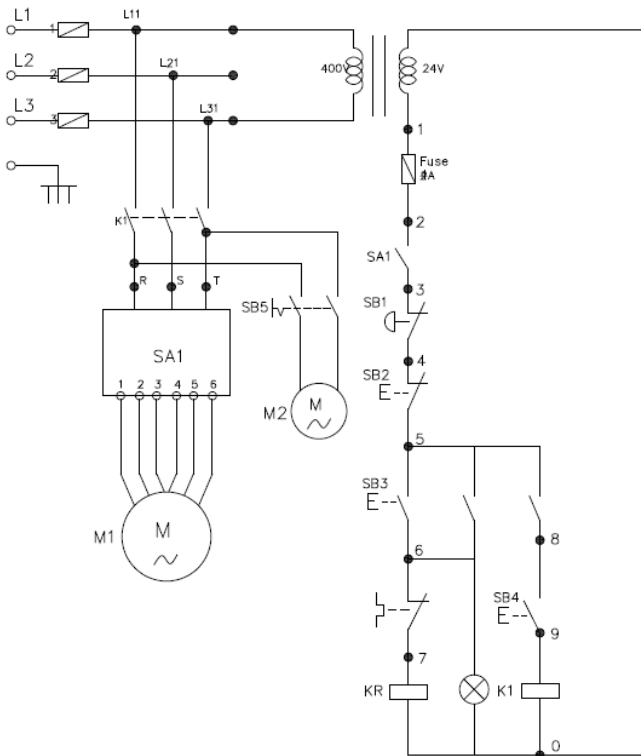 L1
1
L11
L2
2
L21
400V
24V
L3
3
L31
1
Fuse
2
K1
SA1
3
R
S
T
SB5
SB1
SA1
4
SB2
1 2 3 4 5 6
M2
M
5
SB3
M1
M
8
6
SB4
9
7
KR
K1
0